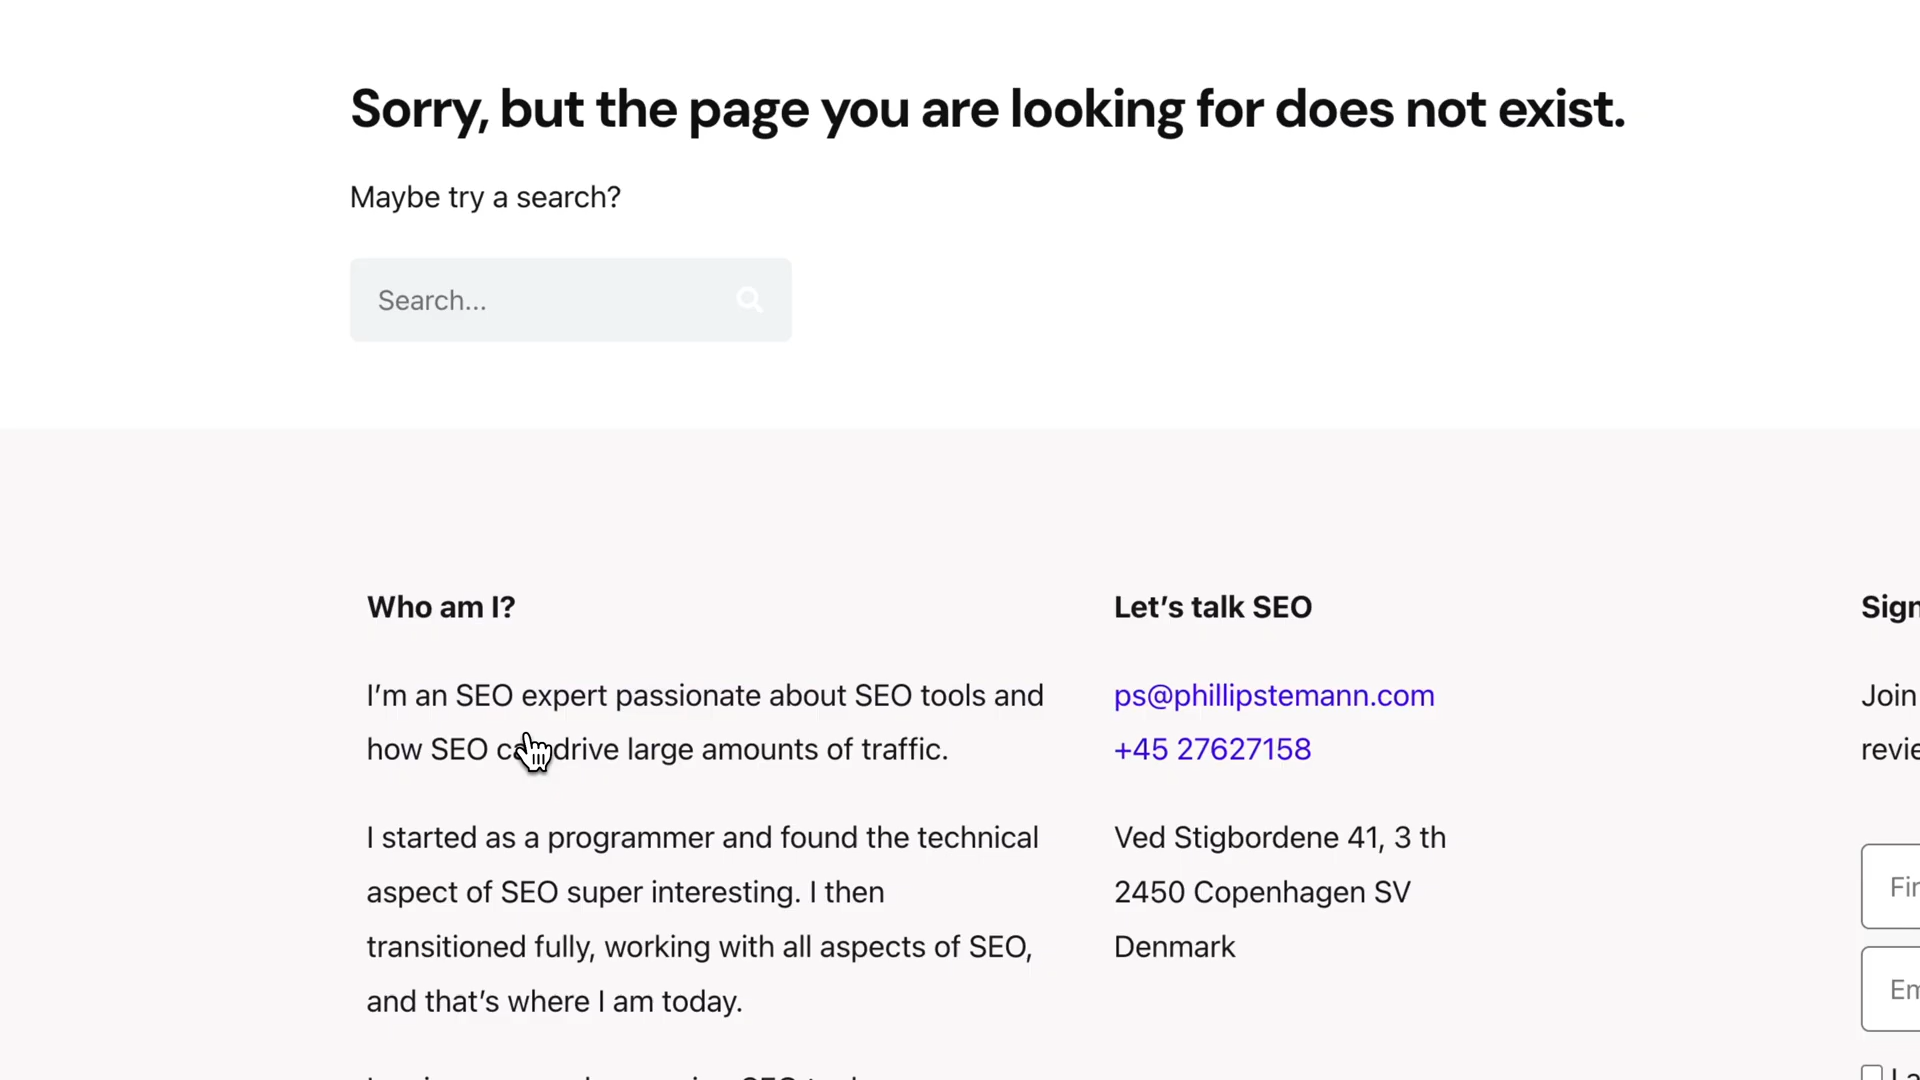 Sorry, but the page you are looking for does not exist.
Maybe try a search?
Search...
Who am I?
I'm an SEO expert passionate about SEO tools and
how SEO drive large amounts of traffic.
I started as a programmer and found the technical
aspect of SEO super interesting. I then
transitioned fully, working with all aspects of SEO,
and that's where I am today.
Let's talk SEO
ps@phillipstemann.com
+45 27627158
Ved Stigbordene 41, 3 th
2450 Copenhagen SV
Denmark
Sign
Join
revie
Fir
Em